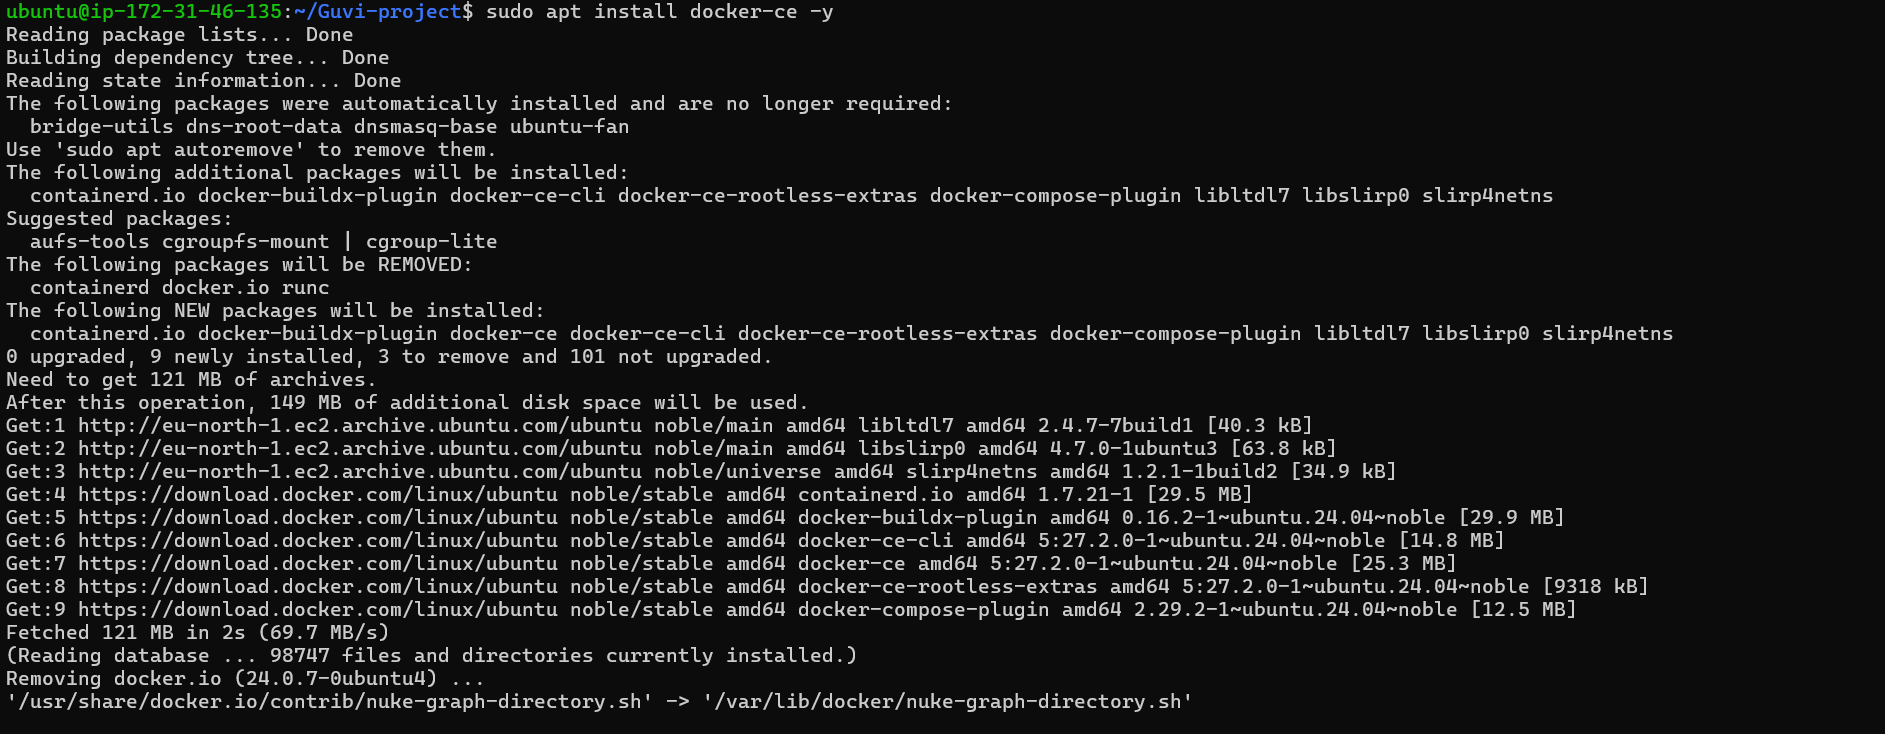 ubuntu@ip-172-31-46-135:~/Guvi-project$ sudo apt install docker-ce -y
Reading package lists... Done
Building dependency tree... Done
Reading state information... Done
The following packages were automatically installed and are no longer required:
  bridge-utils dns-root-data dnsmasq-base ubuntu-fan
Use 'sudo apt autoremove' to remove them.
The following additional packages will be installed:
  containerd.io docker-buildx-plugin docker-ce-cli docker-ce-rootless-extras docker-compose-plugin libltdl7 libslirp0 slirp4netns
Suggested packages:
  aufs-tools cgroupfs-mount | cgroup-lite
The following packages will be REMOVED:
  containerd docker.io runc
The following NEW packages will be installed:
  containerd.io docker-buildx-plugin docker-ce docker-ce-cli docker-ce-rootless-extras docker-compose-plugin libltdl7 libslirp0 slirp4netns
0 upgraded, 9 newly installed, 3 to remove and 101 not upgraded.
Need to get 121 MB of archives.
After this operation, 149 MB of additional disk space will be used.
Get:1 http://eu-north-1.ec2.archive.ubuntu.com/ubuntu noble/main amd64 libltdl7 amd64 2.4.7-7build1 [40.3 kB]
Get:2 http://eu-north-1.ec2.archive.ubuntu.com/ubuntu noble/main amd64 libslirp0 amd64 4.7.0-1ubuntu3 [63.8 kB]
Get:3 http://eu-north-1.ec2.archive.ubuntu.com/ubuntu noble/universe amd64 slirp4netns amd64 1.2.1-1build2 [34.9 kB]
Get:4 https://download.docker.com/linux/ubuntu noble/stable amd64 containerd.io amd64 1.7.21-1 [29.5 MB]
Get:5 https://download.docker.com/linux/ubuntu noble/stable amd64 docker-buildx-plugin amd64 0.16.2-1~ubuntu.24.04~noble [29.9 MB]
Get:6 https://download.docker.com/linux/ubuntu noble/stable amd64 docker-ce-cli amd64 5:27.2.0-1~ubuntu.24.04~noble [14.8 MB]
Get:7 https://download.docker.com/linux/ubuntu noble/stable amd64 docker-ce amd64 5:27.2.0-1~ubuntu.24.04~noble [25.3 MB]
Get:8 https://download.docker.com/linux/ubuntu noble/stable amd64 docker-ce-rootless-extras amd64 5:27.2.0-1~ubuntu.24.04~noble [9318 kB]
Get:9 https://download.docker.com/linux/ubuntu noble/stable amd64 docker-compose-plugin amd64 2.29.2-1~ubuntu.24.04~noble [12.5 MB]
Fetched 121 MB in 2s (69.7 MB/s)
(Reading database ... 98747 files and directories currently installed.)
Removing docker.io (24.0.7-0ubuntu4) ...
'/usr/share/docker.io/contrib/nuke-graph-directory.sh' -> '/var/lib/docker/nuke-graph-directory.sh'